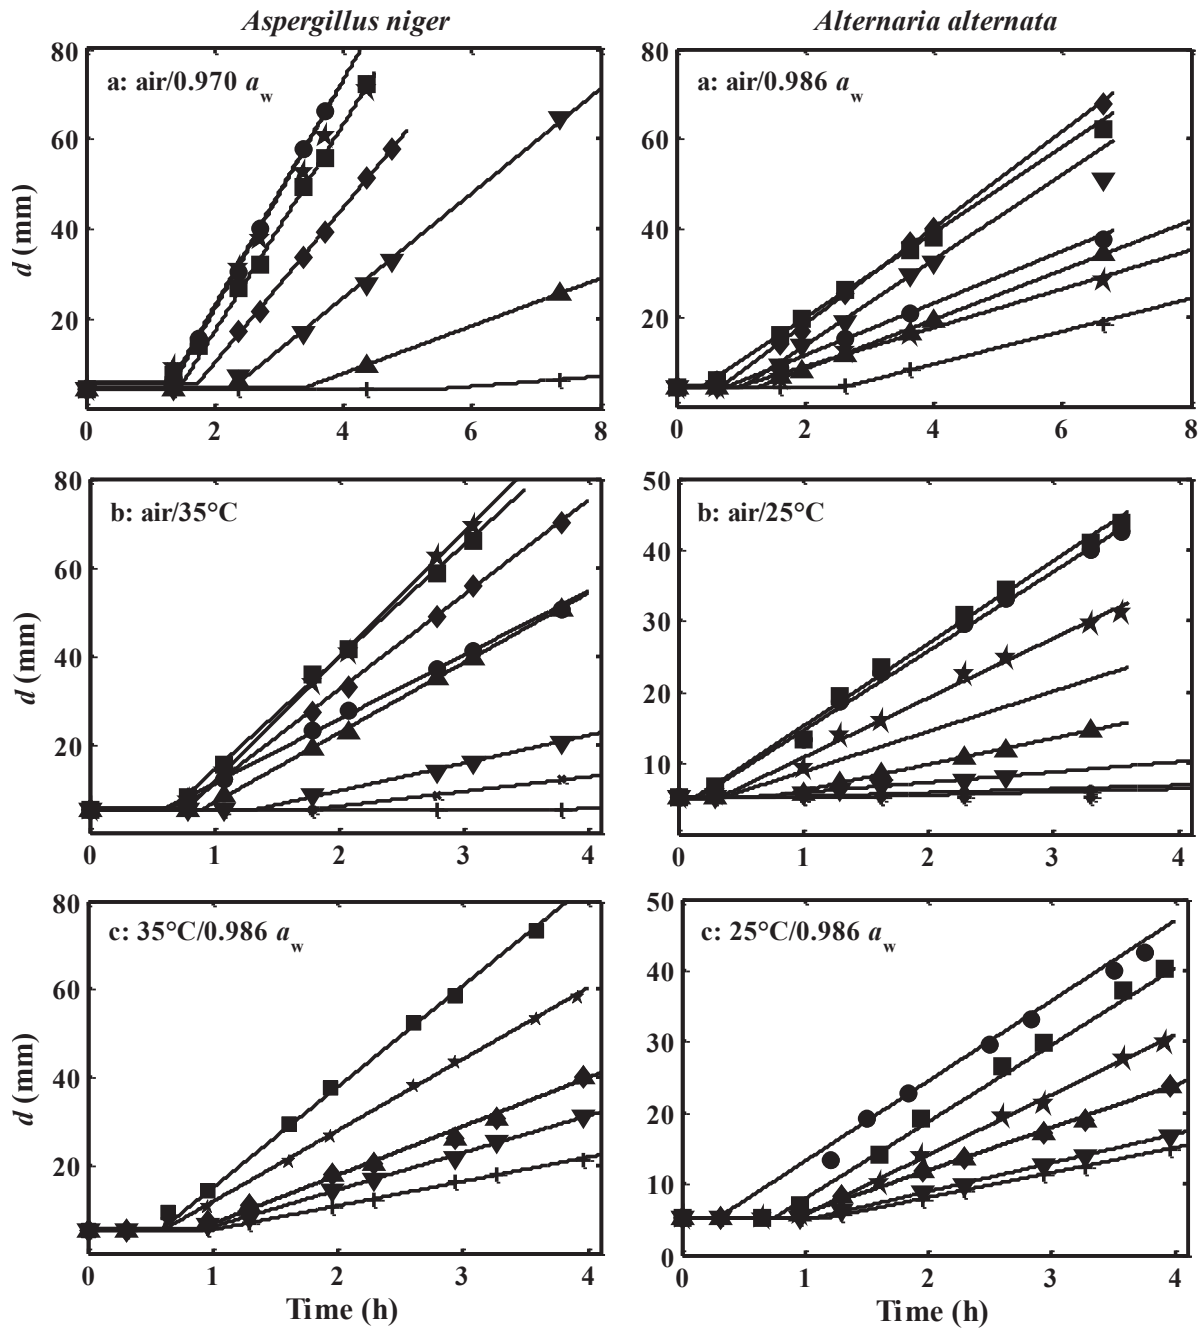 Aspergillus niger
Alternaria alternata
a: air/0.970 a_w
80
60
40
20
d (mm)
0 2 4 6 8
a: air/0.986 a_w
80
60
40
20
0 2 4 6 8
b: air/35°C
80
60
40
20
d (mm)
0 1 2 3 4
b: air/25°C
50
40
30
20
10
0 1 2 3 4
c: 35°C/0.986 a_w
80
60
40
20
d (mm)
0 1 2 3 4
Time (h)
c: 25°C/0.986 a_w
50
40
30
20
10
0
0 1 2 3 4
Time (h)